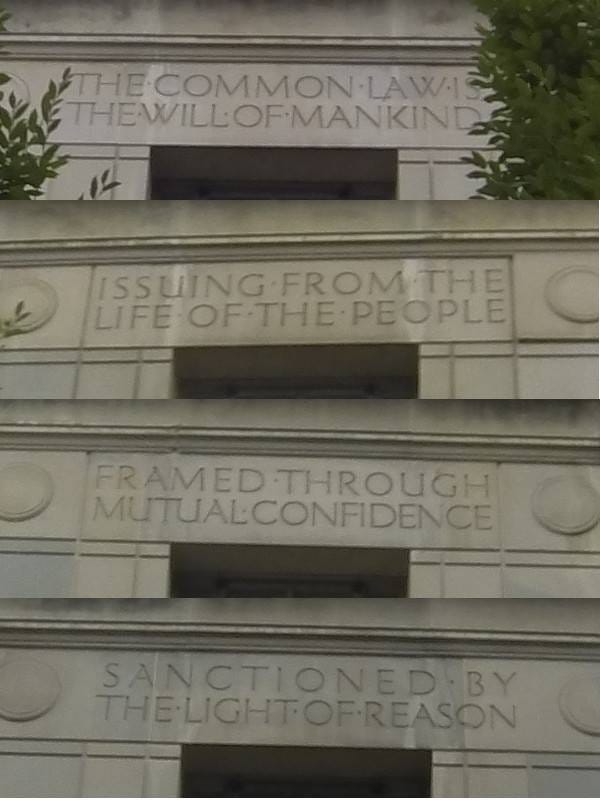 THE·COMMON·LAW·IS
THE·WILL·OF·MANKIND
ISSUING·FROM·THE
LIFE·OF·THE·PEOPLE
FRAMED·THROUGH
MUTUAL·CONFIDENCE
SANCTIONED·BY
THE·LIGHT·OF·REASON